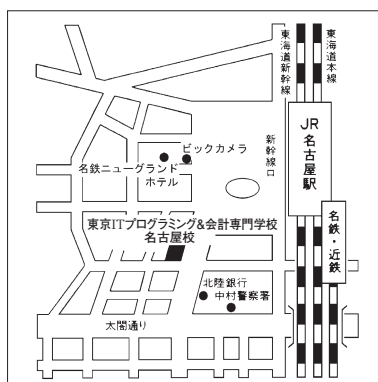 東海道新幹線
東海道本線
JR名古屋駅
新幹線口
ビックカメラ
名鉄ニューグランド
ホテル
名鉄・近鉄
東京ITプログラミング&会計専門学校
名古屋校
北陸銀行
中村警察署
太閤通り